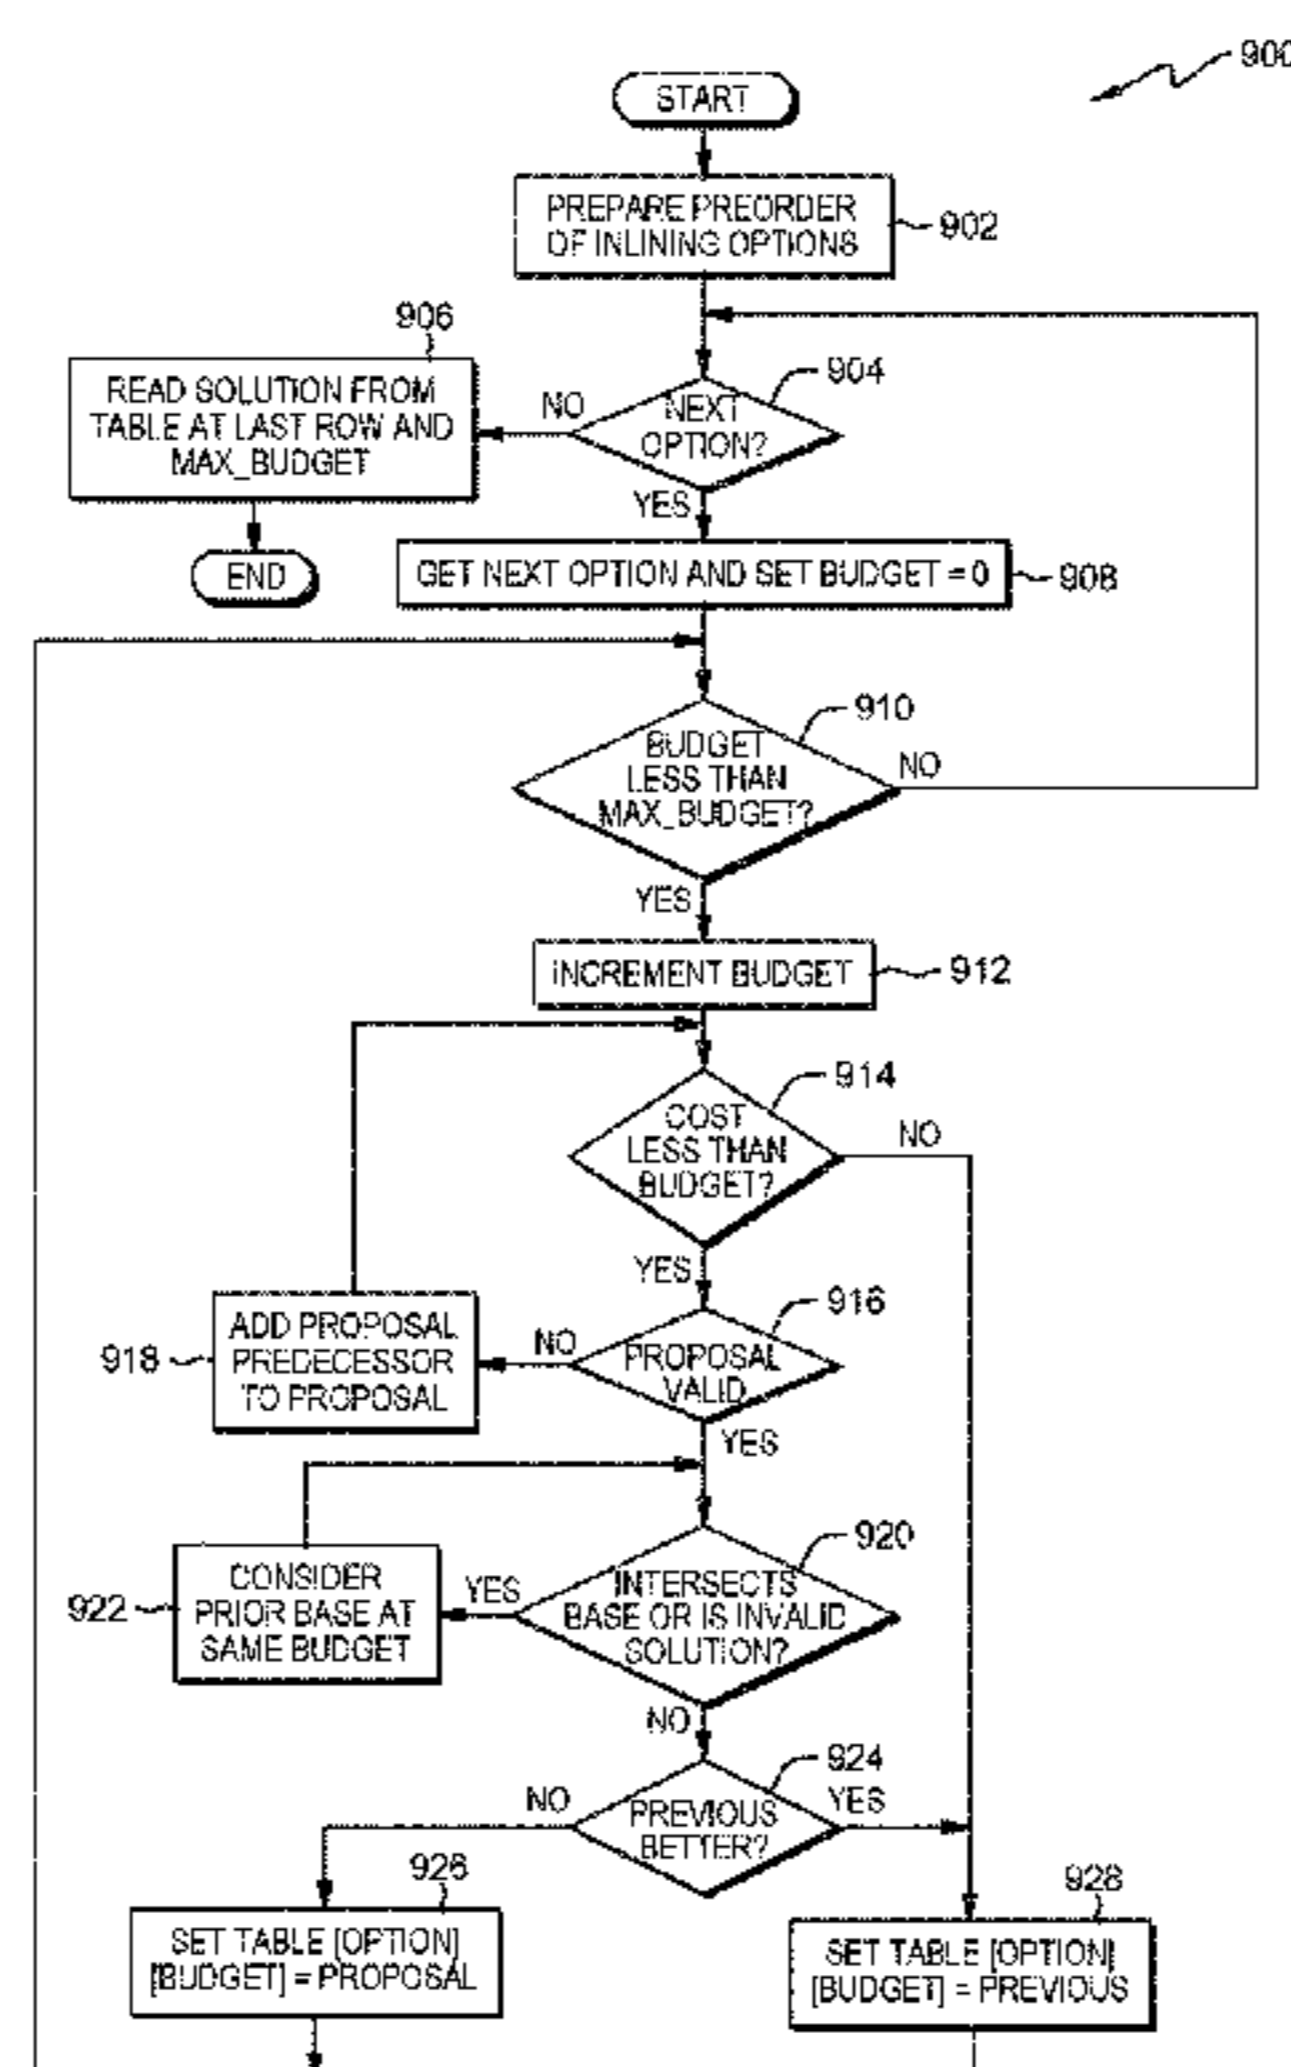 900
START
PREPARE PREORDER
OF INLINING OPTIONS
902
906
READ SOLUTION FROM
TABLE AT LAST ROW AND
MAX_BUDGET
NO
904
NEXT
OPTION?
YES
END
GET NEXT OPTION AND SET BUDGET = 0
908
910
BUDGET
LESS THAN
MAX_BUDGET?
NO
YES
INCREMENT BUDGET
912
914
COST
LESS THAN
BUDGET?
NO
YES
916
PROPOSAL
VALID
NO
918
ADD PROPOSAL
PREDECESSOR
TO PROPOSAL
YES
920
INTERSECTS
BASE OR IS INVALID
SOLUTION?
YES
922
CONSIDER
PRIOR BASE AT
SAME BUDGET
NO
924
PREVIOUS
BETTER?
NO
YES
926
SET TABLE [OPTION]
[BUDGET] = PROPOSAL
928
SET TABLE [OPTION]
[BUDGET] = PREVIOUS